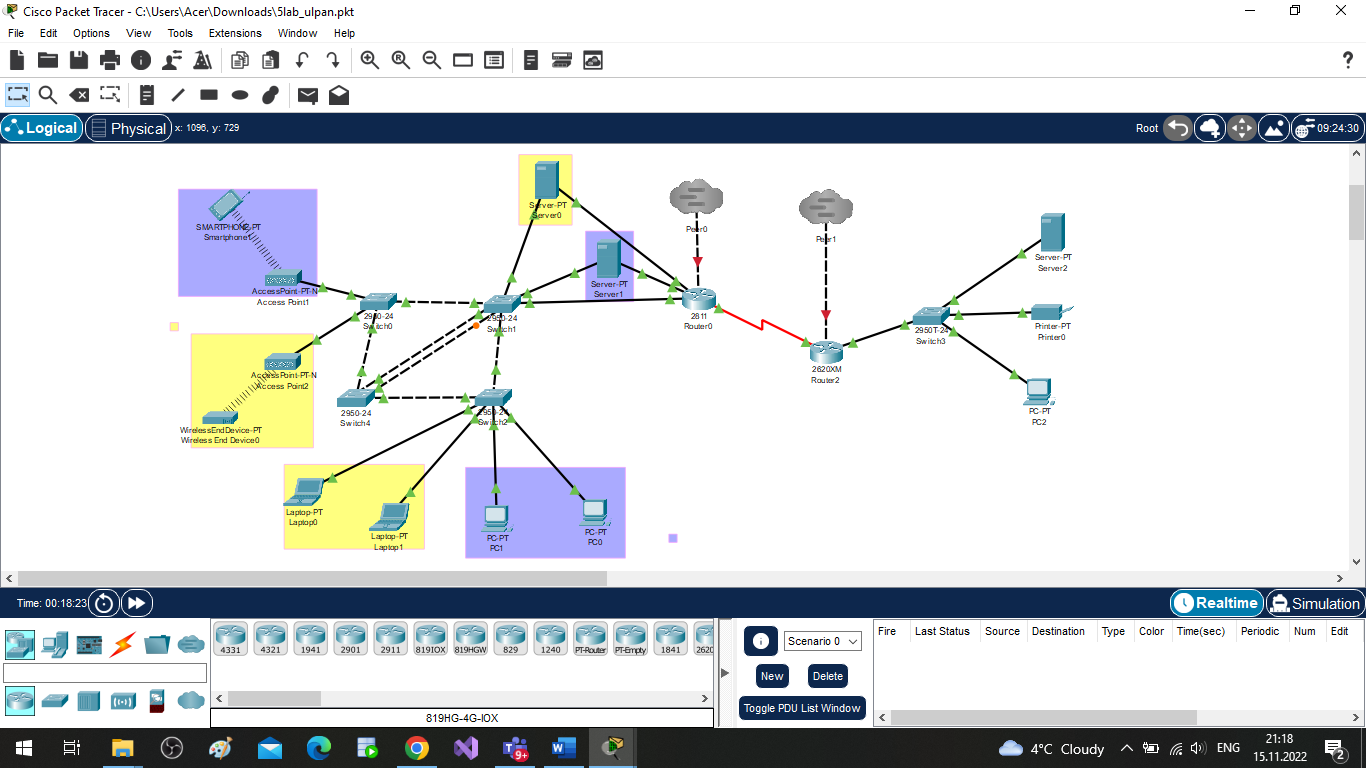 Cisco Packet Tracer - C:\Users\Acer\Downloads\5lab_ulpan.pkt
File Edit Options View Tools Extensions Window Help
Logical Physical x: 1096, y: 729 Root 09:24:30
Server-PT
Server0
SMARTPHONE-PT
Smartphone1
Peer0
Peer1
Server-PT
Server2
AccessPoint-PT-N
Access Point1
Server-PT
Server1
2950-24
Switch0
2950-24
Switch1
2811
Router0
2950T-24
Switch3
Printer-PT
Printer0
AccessPoint-PT-N
Access Point2
2620XM
Router2
2950-24
Switch4
2950-24
Switch2
PC-PT
PC2
WirelessEndDevice-PT
Wireless End Device0
Laptop-PT
Laptop0
Laptop-PT
Laptop1
PC-PT
PC1
PC-PT
PC0
Time: 00:18:23 Realtime Simulation
4331 4321 1941 2901 2911 819IOX 819HGW 829 1240 PT-Router PT-Empty 1841 2620
819HG-4G-IOX
Scenario 0
New Delete
Toggle PDU List Window
Fire Last Status Source Destination Type Color Time(sec) Periodic Num Edit
9+
4°C Cloudy ENG
21:18
15.11.2022
2